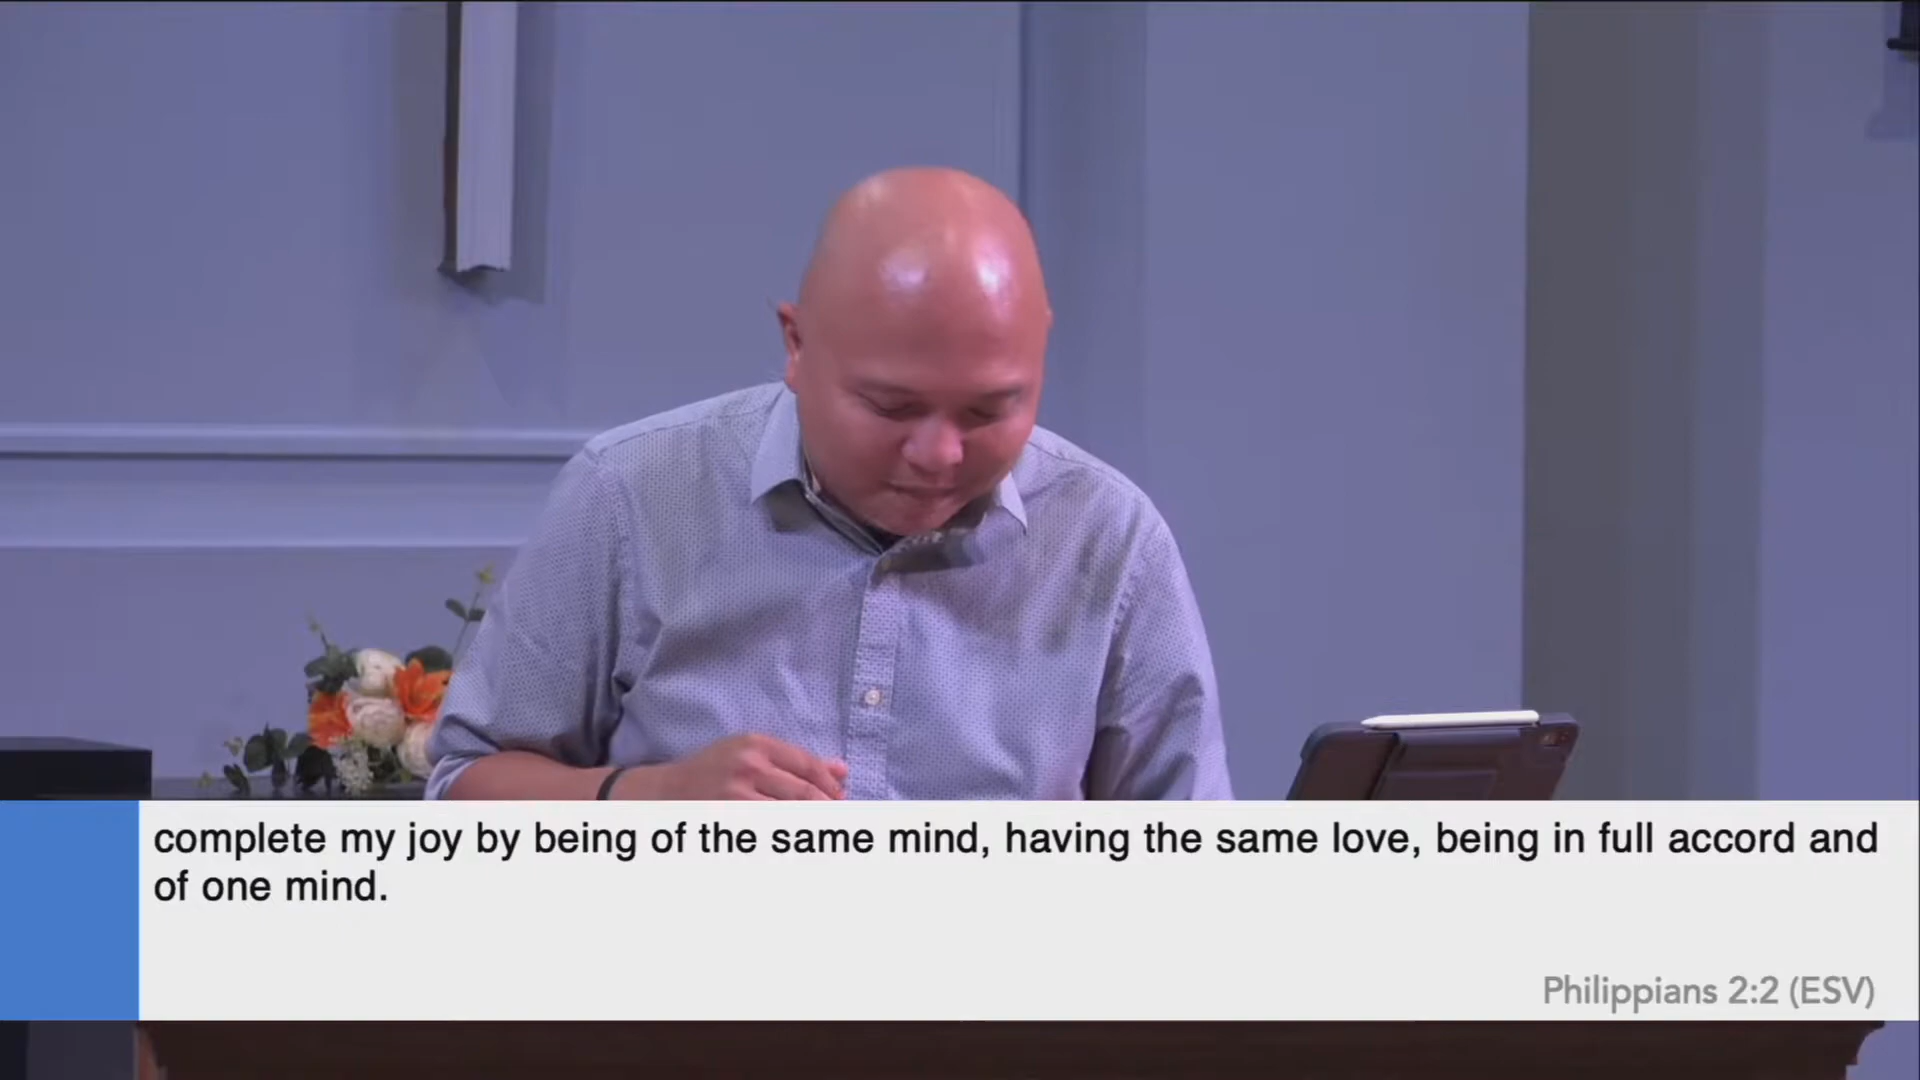 complete my joy by being of the same mind, having the same love, being in full accord and
of one mind.
Philippians 2:2 (ESV)